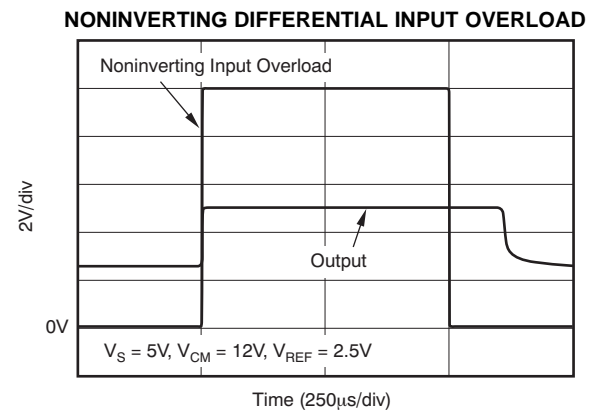 NONINVERTING DIFFERENTIAL INPUT OVERLOAD
Noninverting Input Overload
2V/div
Output
0V
V_S = 5V, V_CM = 12V, V_REF = 2.5V
Time (250µs/div)